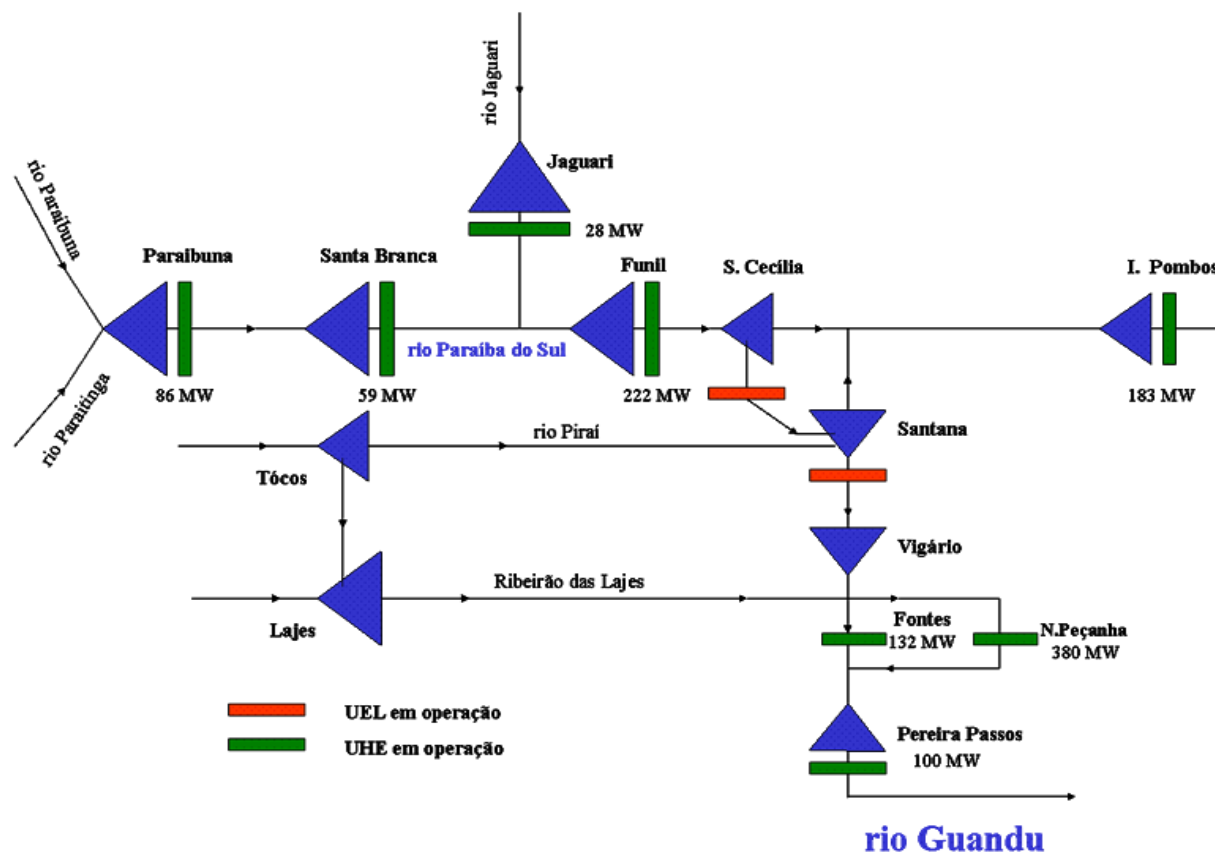 rio Jaguari
Jaguari
28 MW
rio Paraibuna
Paraibuna
Santa Branca
Funil
S. Cecília
I. Pombos
rio Paraíba do Sul
rio Paraitinga
86 MW
59 MW
222 MW
183 MW
rio Piraí
Santana
Tócos
Vigário
Ribeirão das Lajes
Lajes
Fontes
132 MW
N.Peçanha
380 MW
UEL em operação
UHE em operação
Pereira Passos
100 MW
rio Guandu